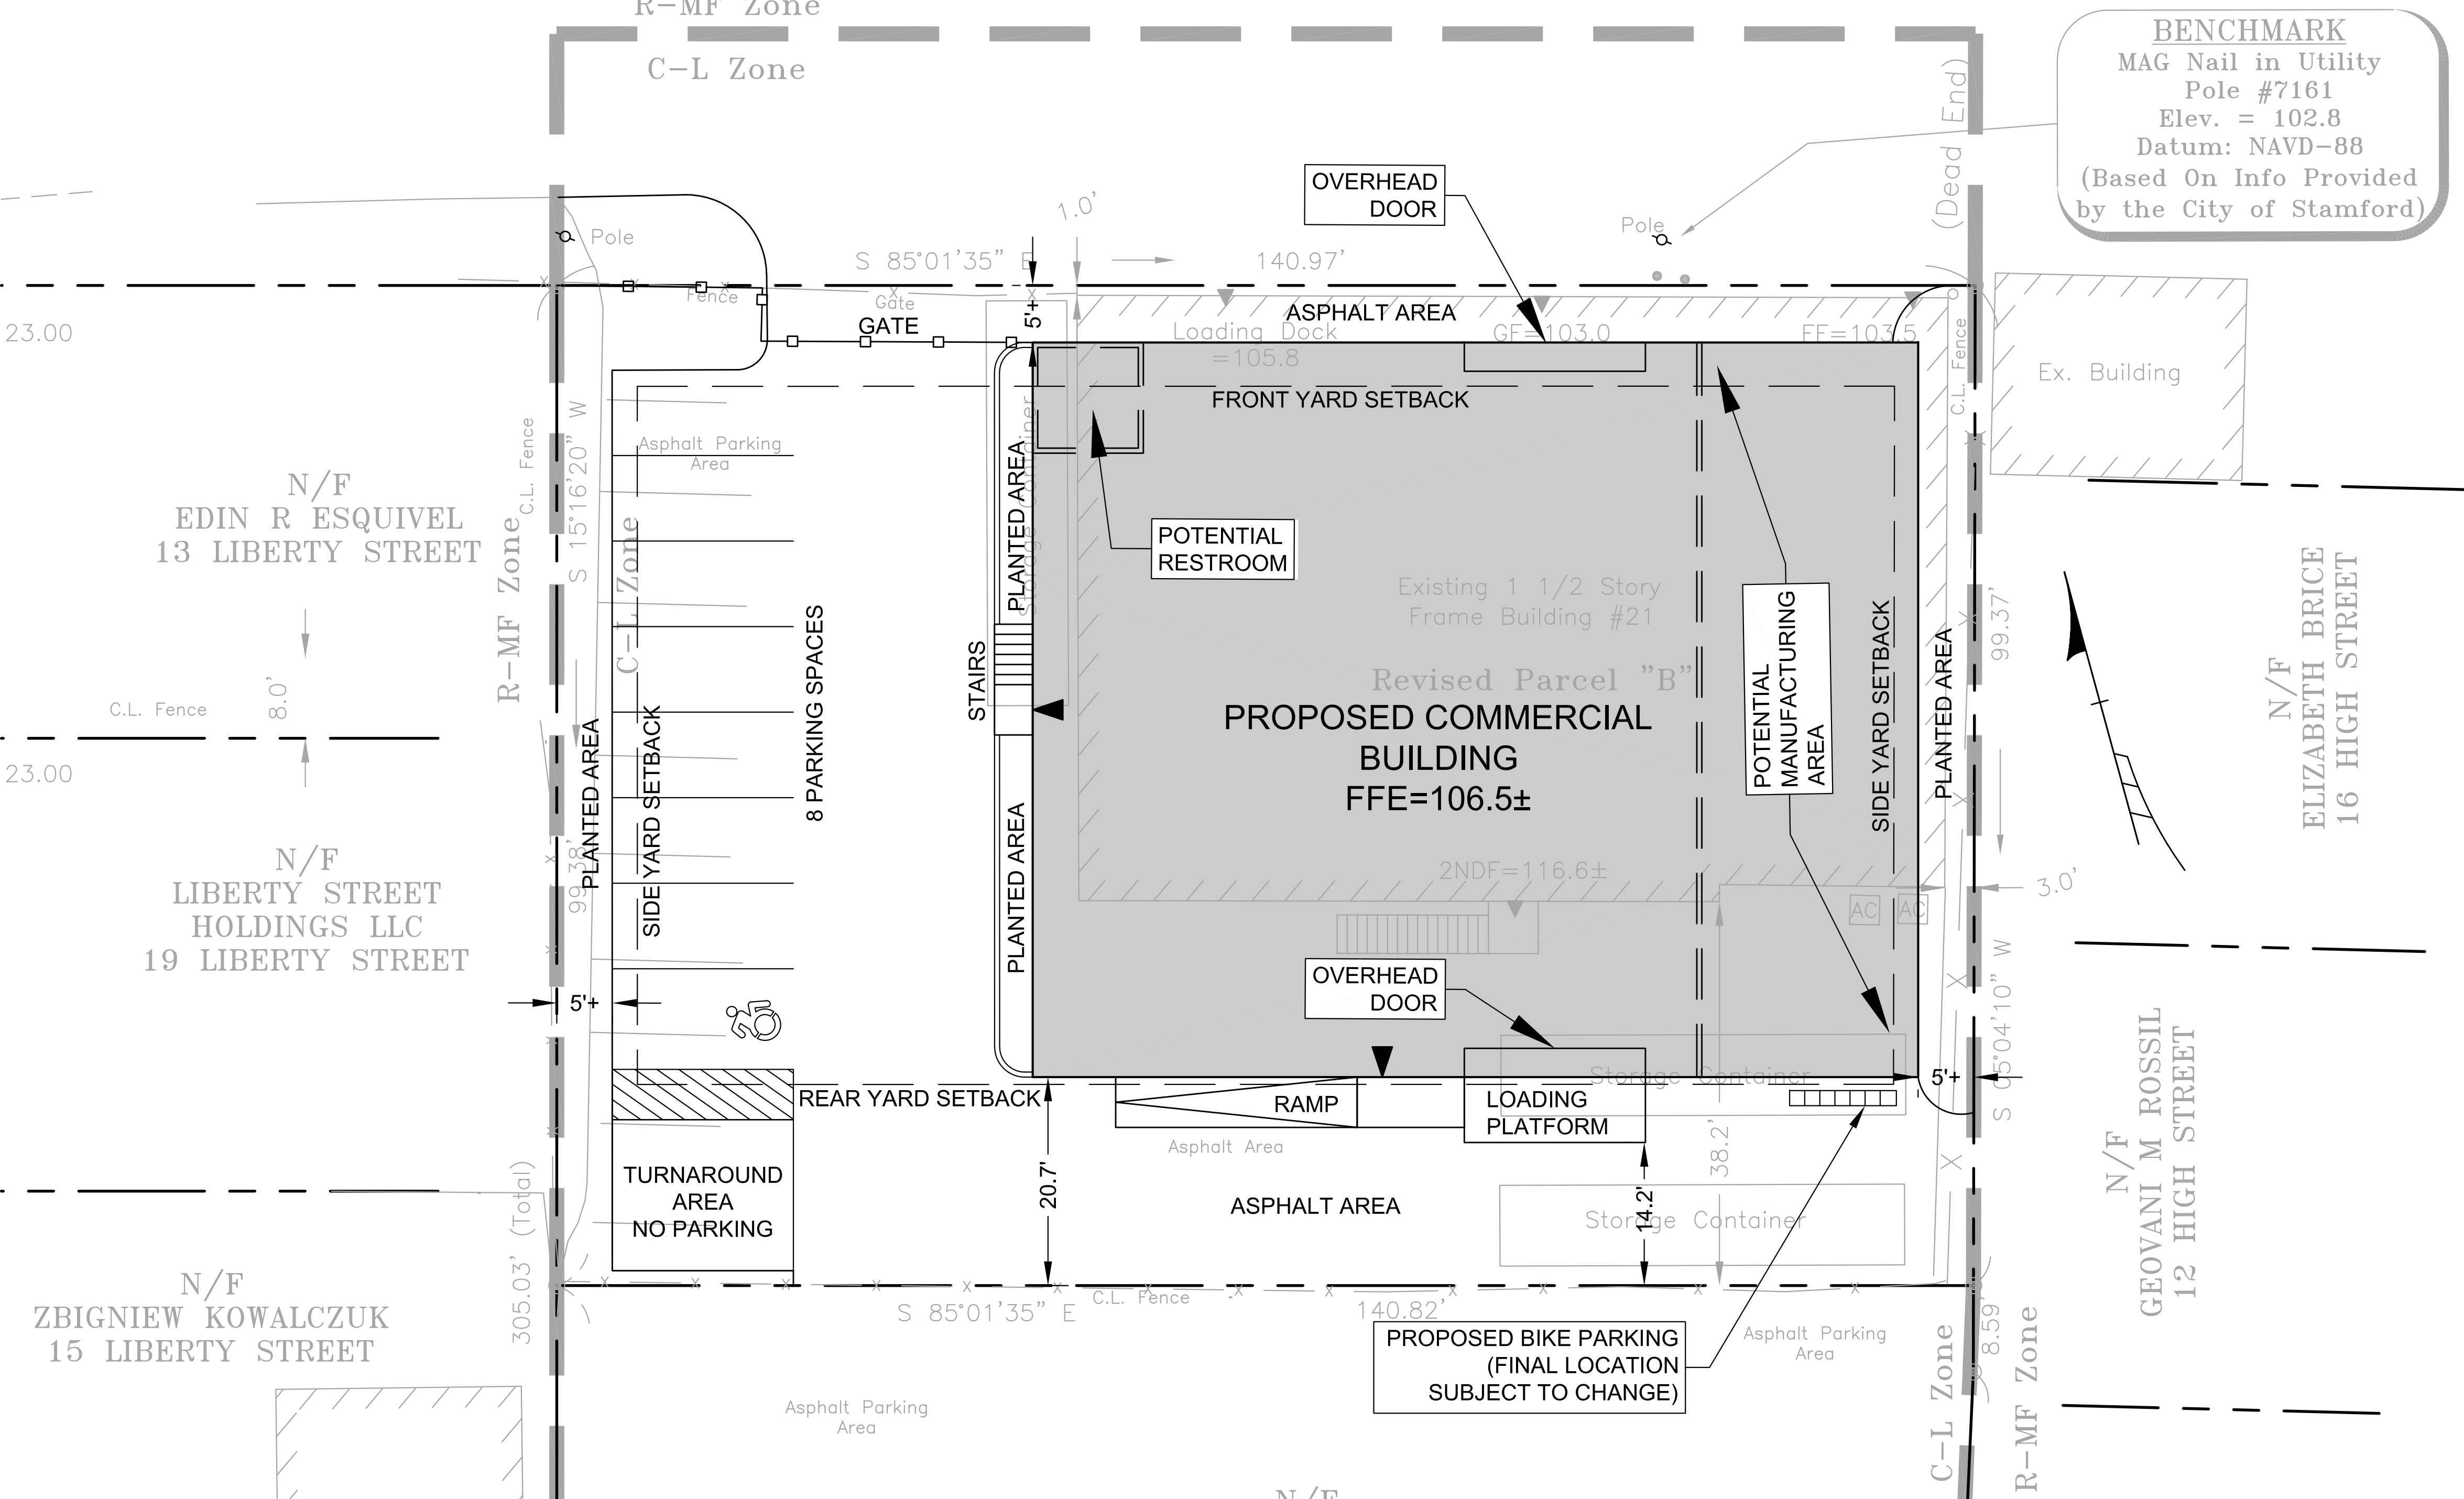 R-MF Zone
C-L Zone
BENCHMARK
MAG Nail in Utility
Pole #7161
Elev. = 102.8
Datum: NAVD-88
(Based On Info Provided
by the City of Stamford)
(Dead End)
OVERHEAD
DOOR
Pole
Pole
1.0'
S 85°01'35" E
140.97'
Fence
Gate
GATE
5'+
ASPHALT AREA
Loading Dock
=105.8
GF=103.0
FF=103.5
C.L. Fence
Ex. Building
23.00
FRONT YARD SETBACK
Asphalt Parking
Area
C.L. Fence
S 15°16'20" W
N/F
EDIN R ESQUIVEL
13 LIBERTY STREET
R-MF Zone
C-L Zone
PLANTED AREA
Storage Container
POTENTIAL
RESTROOM
Existing 1 1/2 Story
Frame Building #21
Revised Parcel "B"
PROPOSED COMMERCIAL
BUILDING
FFE=106.5±
POTENTIAL
MANUFACTURING
AREA
SIDE YARD SETBACK
PLANTED AREA
99.37'
N/F
ELIZABETH BRICE
16 HIGH STREET
8 PARKING SPACES
STAIRS
C.L. Fence
8.0'
23.00
PLANTED AREA
SIDE YARD SETBACK
99.38'
PLANTED AREA
N/F
LIBERTY STREET
HOLDINGS LLC
19 LIBERTY STREET
2NDF=116.6±
AC
AC
3.0'
OVERHEAD
DOOR
5'+
S 05°04'10" W
N/F
GEOVANI M ROSSIL
12 HIGH STREET
REAR YARD SETBACK
RAMP
LOADING
PLATFORM
Storage Container
5'+
Asphalt Area
38.2'
TURNAROUND
AREA
NO PARKING
20.7'
ASPHALT AREA
14.2'
Storage Container
305.03' (Total)
N/F
ZBIGNIEW KOWALCZUK
15 LIBERTY STREET
S 85°01'35" E
C.L. Fence
140.82'
PROPOSED BIKE PARKING
(FINAL LOCATION
SUBJECT TO CHANGE)
Asphalt Parking
Area
8.59'
C-L Zone
R-MF Zone
Asphalt Parking
Area
N/F